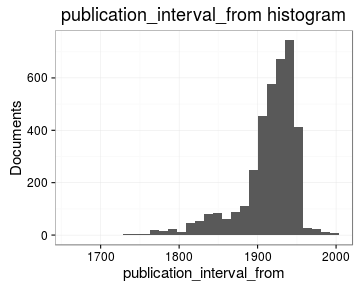 publication_interval_from histogram
Documents
600
400
200
0
1700 1800 1900 2000
publication_interval_from